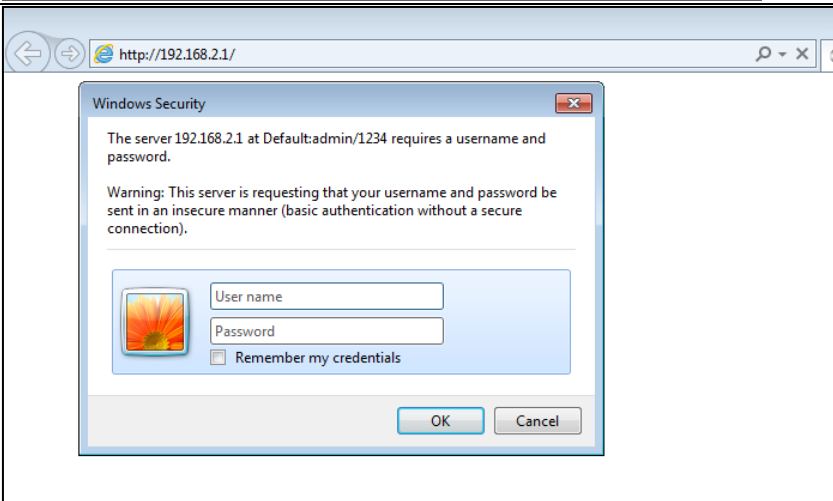 http://192.168.2.1/
Windows Security
The server 192.168.2.1 at Default:admin/1234 requires a username and
password.
Warning: This server is requesting that your username and password be
sent in an insecure manner (basic authentication without a secure
connection).
User name
Password
Remember my credentials
OK Cancel